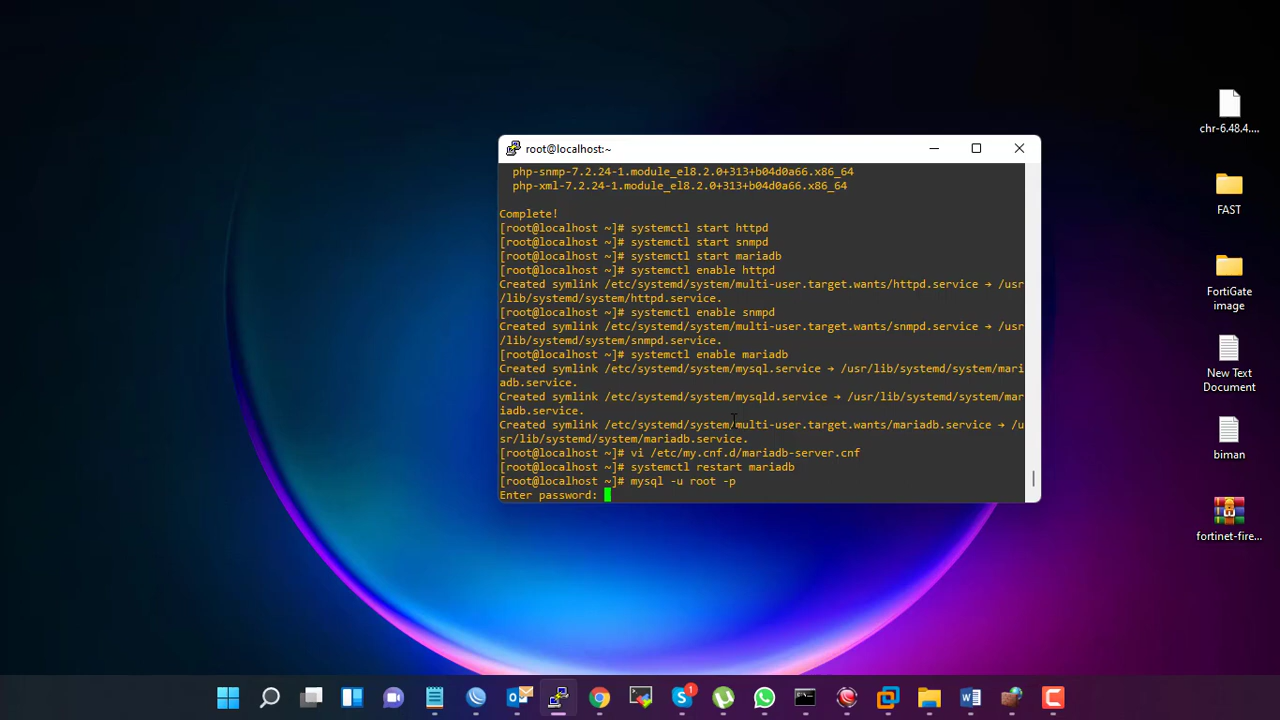 chr-6.48.4....
root@localhost:~
php-snmp-7.2.24-1.module_el8.2.0+313+b04d0a66.x86_64
php-xml-7.2.24-1.module_el8.2.0+313+b04d0a66.x86_64
Complete!
[root@localhost ~]# systemctl start httpd
[root@localhost ~]# systemctl start snmpd
[root@localhost ~]# systemctl start mariadb
[root@localhost ~]# systemctl enable httpd
Created symlink /etc/systemd/system/multi-user.target.wants/httpd.service → /usr
/lib/systemd/system/httpd.service.
[root@localhost ~]# systemctl enable snmpd
Created symlink /etc/systemd/system/multi-user.target.wants/snmpd.service → /usr
/lib/systemd/system/snmpd.service.
[root@localhost ~]# systemctl enable mariadb
Created symlink /etc/systemd/system/mysql.service → /usr/lib/systemd/system/mari
adb.service.
Created symlink /etc/systemd/system/mysqld.service → /usr/lib/systemd/system/mar
iadb.service.
Created symlink /etc/systemd/system/multi-user.target.wants/mariadb.service → /u
sr/lib/systemd/system/mariadb.service.
[root@localhost ~]# vi /etc/my.cnf.d/mariadb-server.cnf
[root@localhost ~]# systemctl restart mariadb
[root@localhost ~]# mysql -u root -p
Enter password:
FAST
FortiGate
image
New Text
Document
biman
fortinet-fire...
1